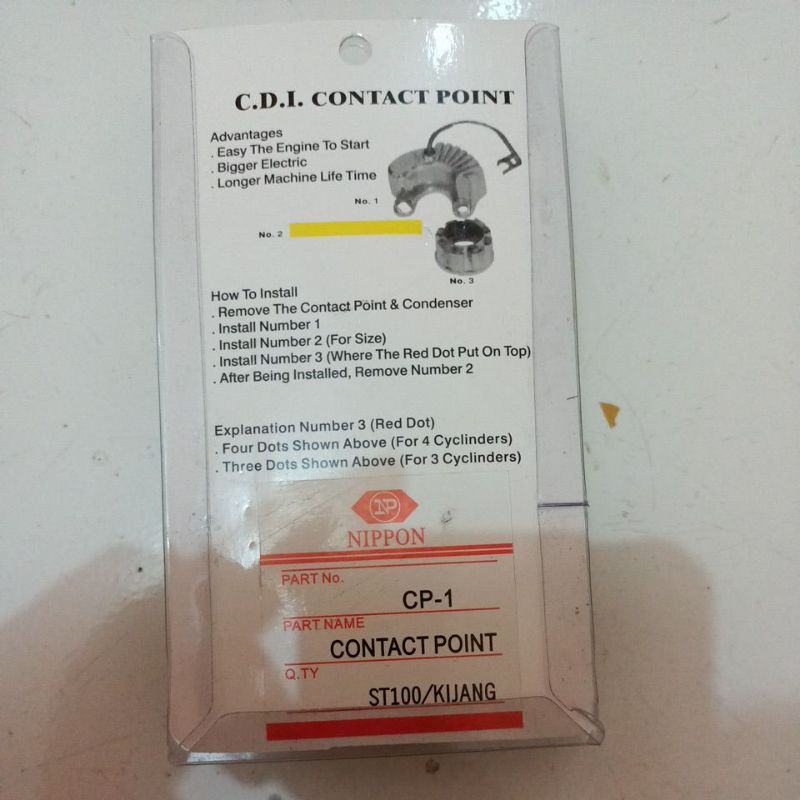 C.D.I. CONTACT POINT
Advantages
. Easy The Engine To Start
. Bigger Electric
. Longer Machine Life Time
No. 1
No. 2
No. 3
How To Install
. Remove The Contact Point & Condenser
. Install Number 1
. Install Number 2 (For Size)
. Install Number 3 (Where The Red Dot Put On Top)
. After Being Installed, Remove Number 2
Explanation Number 3 (Red Dot)
. Four Dots Shown Above (For 4 Cyclinders)
. Three Dots Shown Above (For 3 Cyclinders)
NP
NIPPON
PART No.
CP-1
PART NAME
CONTACT POINT
Q.TY
ST100/KIJANG